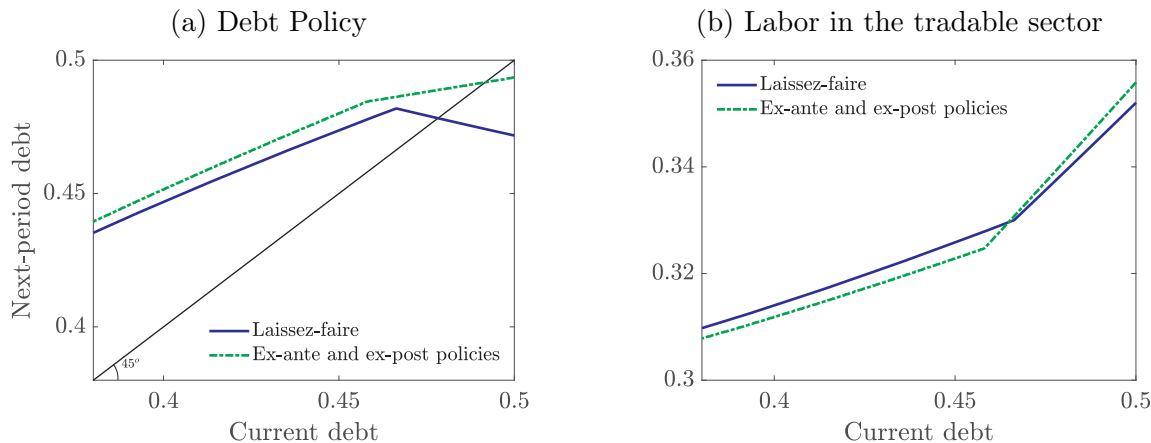 (a) Debt Policy
0.5
0.45
0.4
Next-period debt
45°
Laissez-faire
Ex-ante and ex-post policies
0.4 0.45 0.5
Current debt
(b) Labor in the tradable sector
0.36
0.34
0.32
0.3
Laissez-faire
Ex-ante and ex-post policies
0.4 0.45 0.5
Current debt